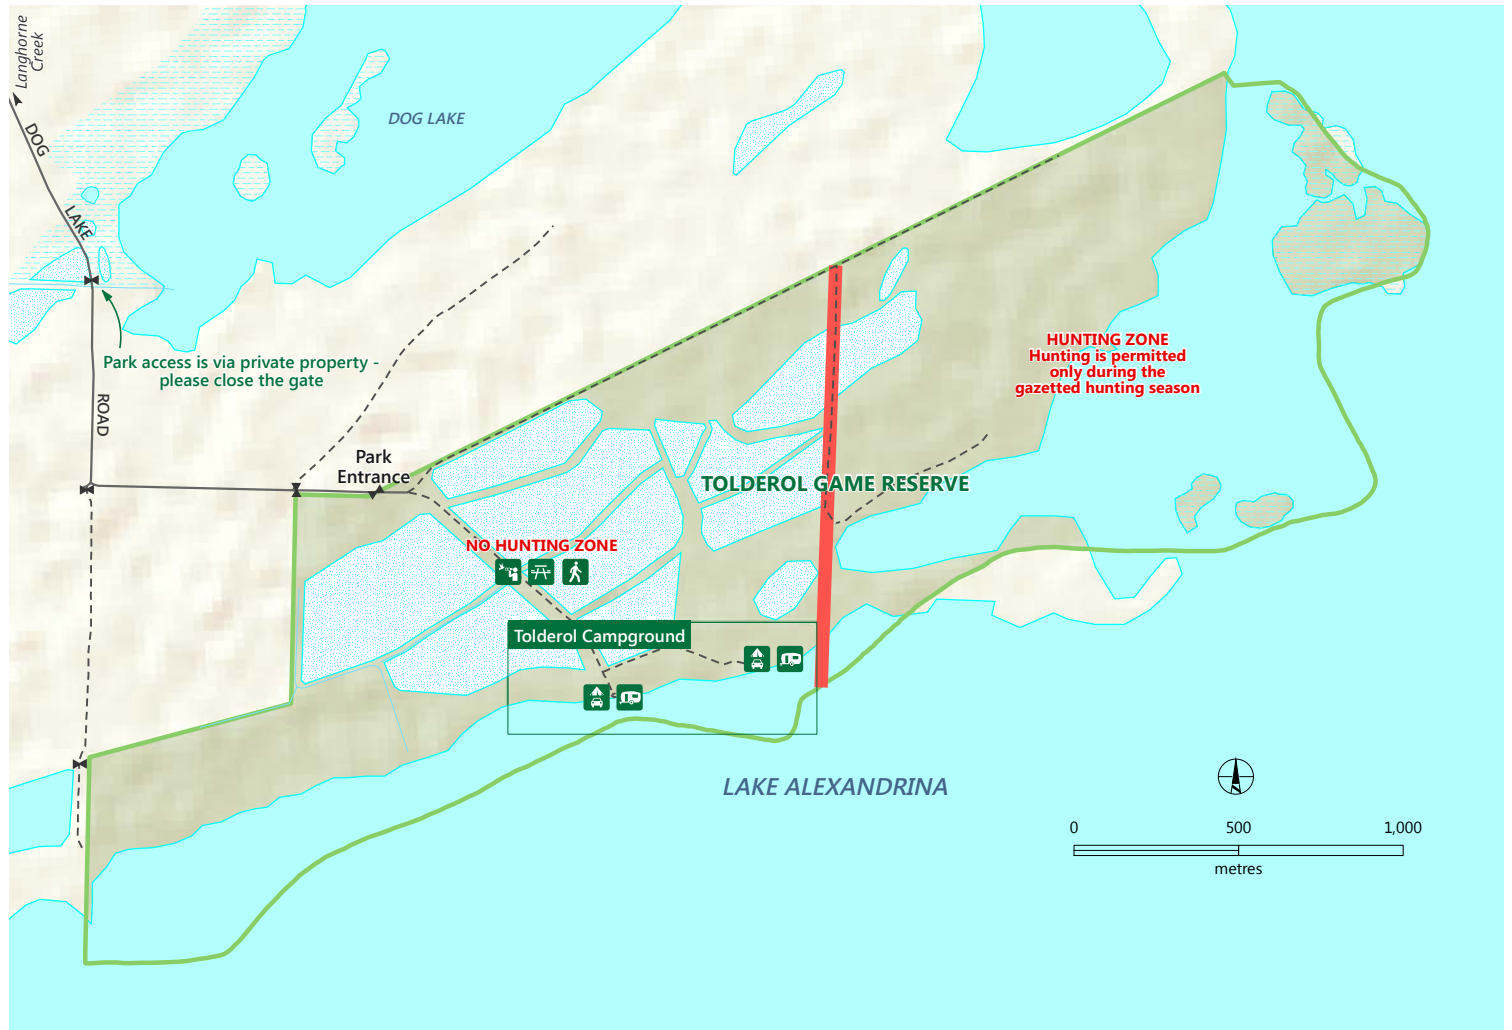 Langhorne
Creek
DOG LAKE
DOG
LAKE
ROAD
Park access is via private property -
please close the gate
Park
Entrance
HUNTING ZONE
Hunting is permitted
only during the
gazetted hunting season
TOLDEROL GAME RESERVE
NO HUNTING ZONE
Tolderol Campground
LAKE ALEXANDRINA
0 500 1,000
metres